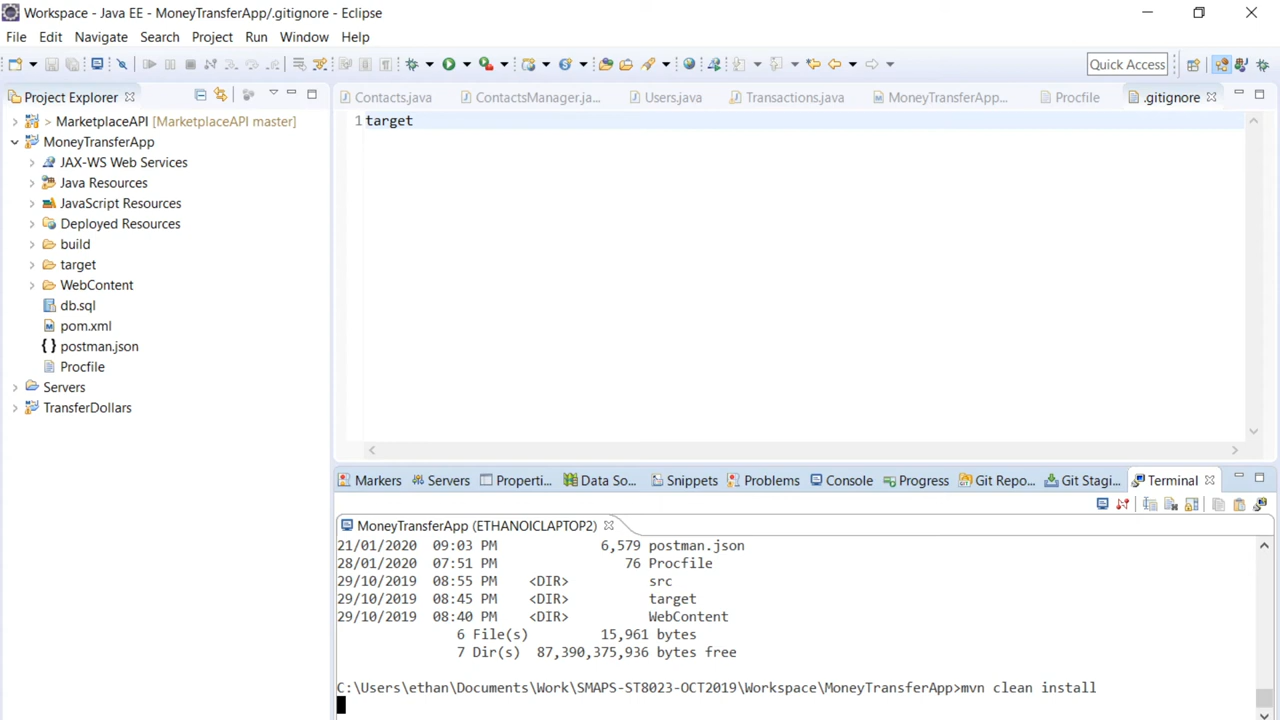 Workspace - Java EE - MoneyTransferApp/.gitignore - Eclipse
File Edit Navigate Search Project Run Window Help
Quick Access
Project Explorer
Contacts.java ContactsManager.ja... Users.java Transactions.java MoneyTransferApp... Procfile .gitignore
> MarketplaceAPI [MarketplaceAPI master]
MoneyTransferApp
JAX-WS Web Services
Java Resources
JavaScript Resources
Deployed Resources
build
target
WebContent
db.sql
pom.xml
postman.json
Procfile
Servers
TransferDollars
1 target
Markers Servers Properti... Data So... Snippets Problems Console Progress Git Repo... Git Stagi... Terminal
MoneyTransferApp (ETHANOICLAPTOP2)
21/01/2020 09:03 PM 6,579 postman.json
28/01/2020 07:51 PM 76 Procfile
29/10/2019 08:55 PM <DIR> src
29/10/2019 08:45 PM <DIR> target
29/10/2019 08:40 PM <DIR> WebContent
6 File(s) 15,961 bytes
7 Dir(s) 87,390,375,936 bytes free
C:\Users\ethan\Documents\Work\SMAPS-ST8023-OCT2019\Workspace\MoneyTransferApp>mvn clean install